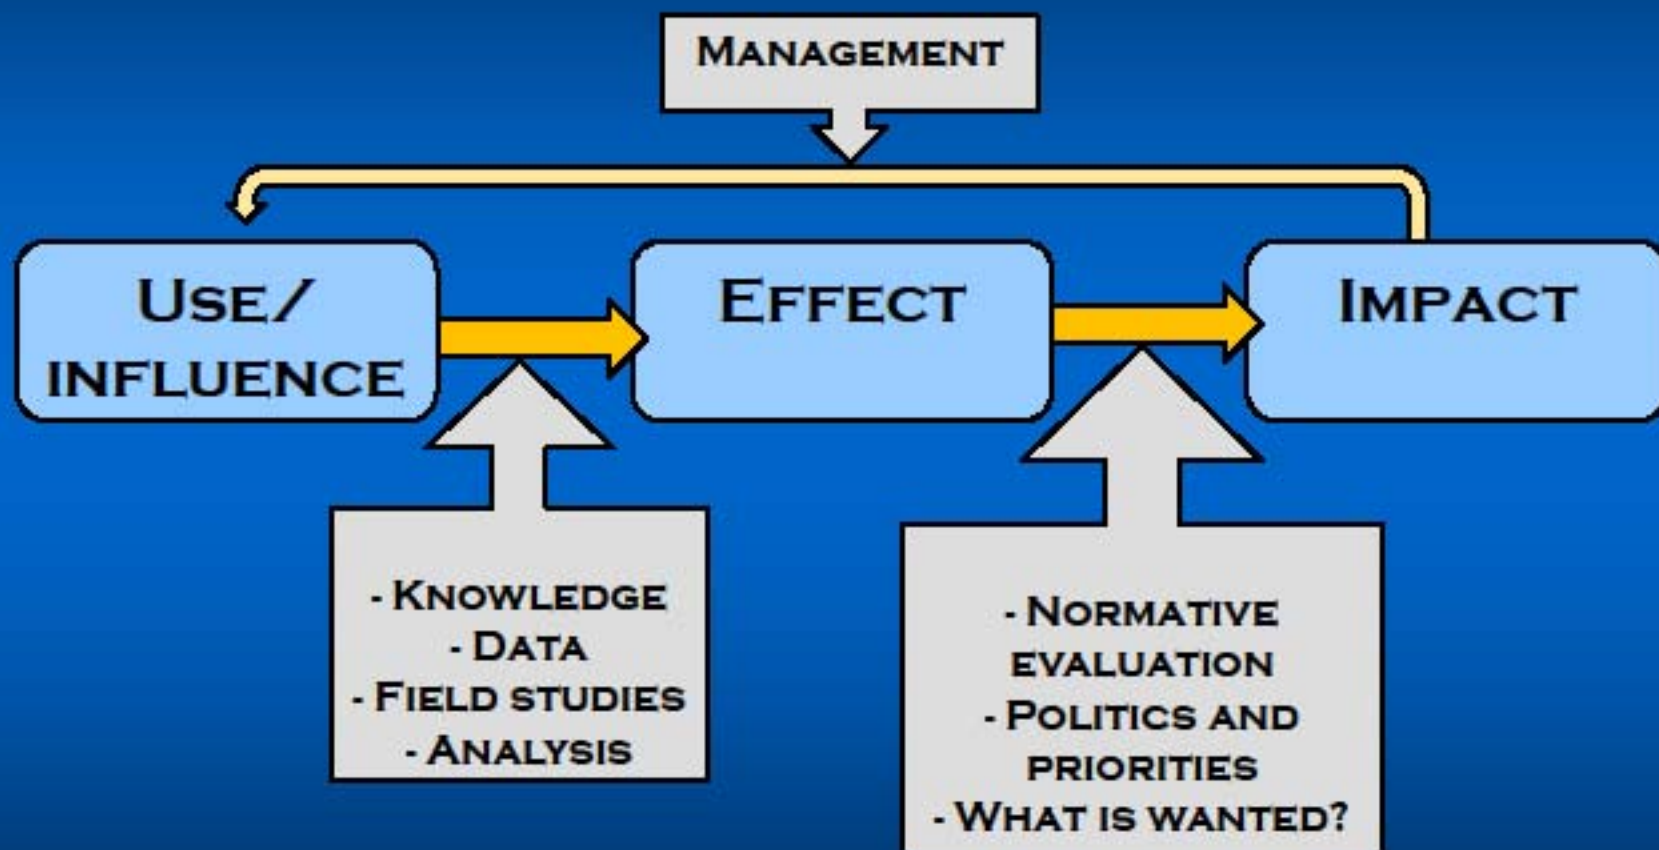 MANAGEMENT
USE/
INFLUENCE
EFFECT
IMPACT
- KNOWLEDGE
- DATA
- FIELD STUDIES
- ANALYSIS
- NORMATIVE
EVALUATION
- POLITICS AND
PRIORITIES
- WHAT IS WANTED?